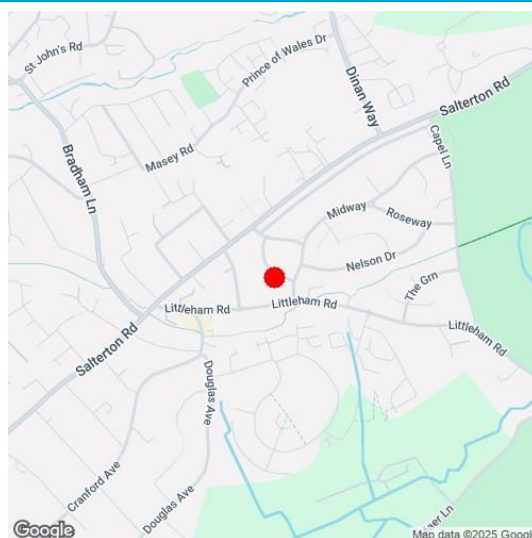 St John's Rd
Prince of Wales Dr
Dinan Way
Salterton Rd
Bradham Ln
Masey Rd
Capel Ln
Midway
Roseway
Nelson Dr
The Grn
Littleham Rd
Littleham Rd
Littleham Rd
Salterton Rd
Douglas Ave
Cranford Ave
Douglas Ave
Google
Map data ©2025 Google